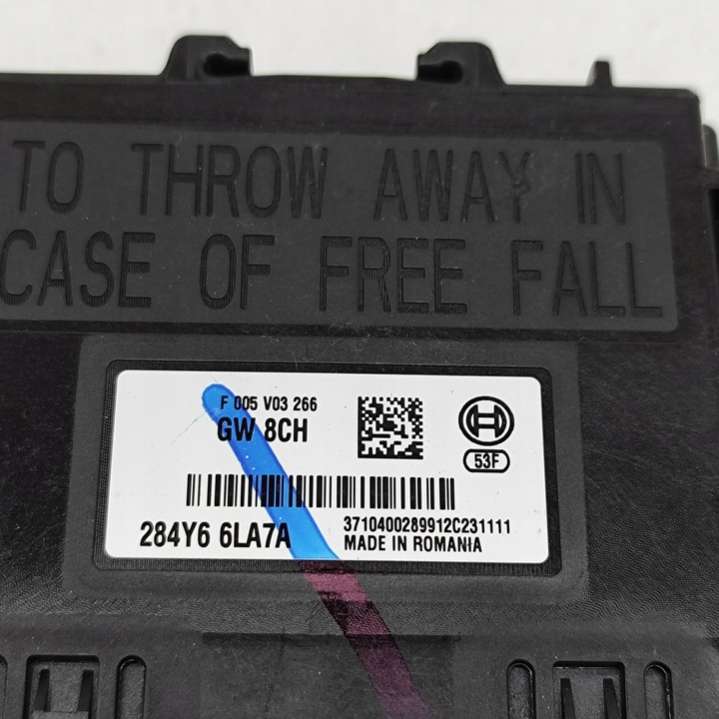 TO THROW AWAY IN
CASE OF FREE FALL
F 005 V03 266
GW 8CH
53F
284Y6 6LA7A
3710400289912C231111
MADE IN ROMANIA